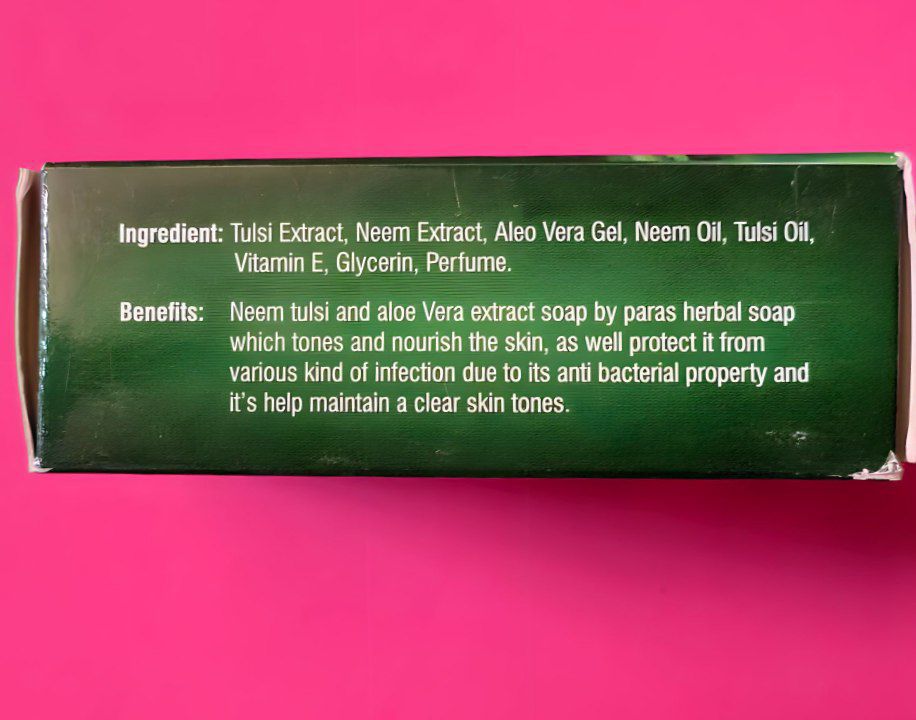 Ingredient: Tulsi Extract, Neem Extract, Aleo Vera Gel, Neem Oil, Tulsi Oil,
Vitamin E, Glycerin, Perfume.
Benefits: Neem tulsi and aloe Vera extract soap by paras herbal soap
which tones and nourish the skin, as well protect it from
various kind of infection due to its anti bacterial property and
it's help maintain a clear skin tones.